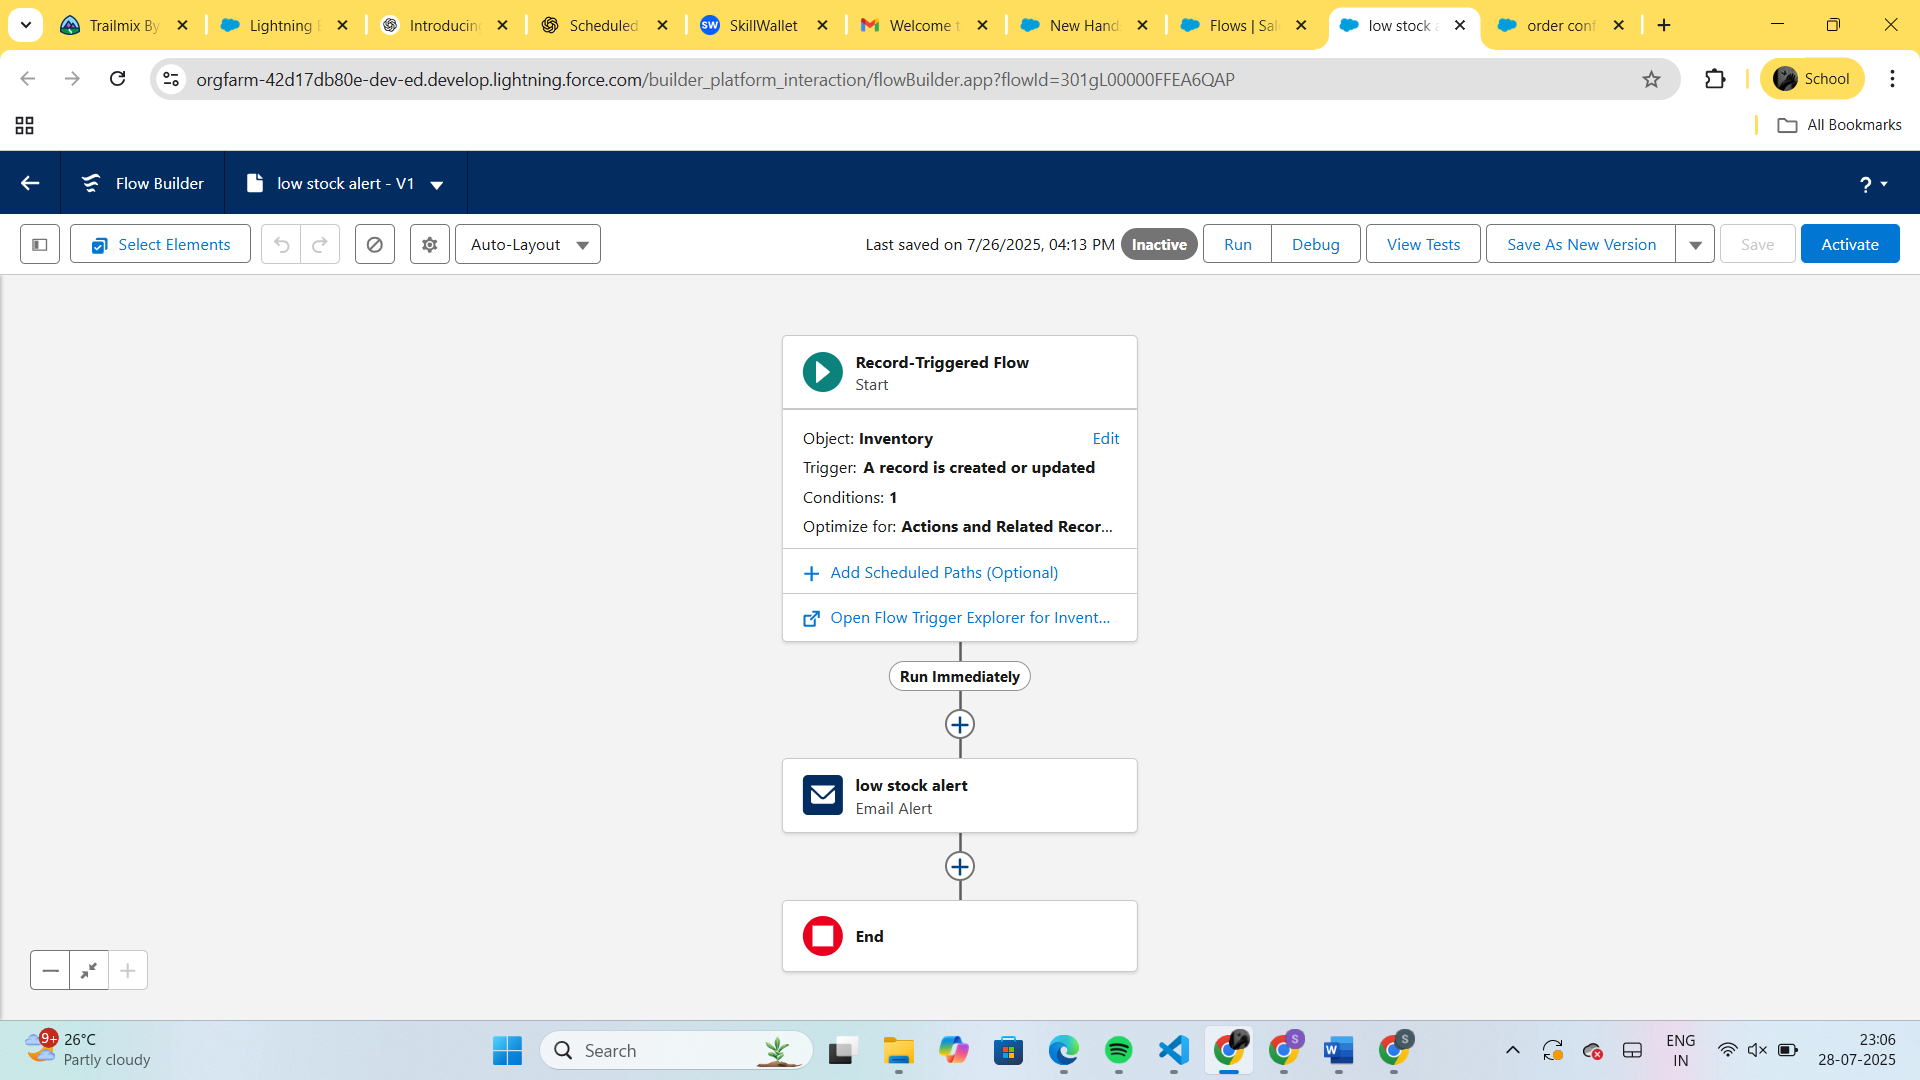 Trailmix By
Lightning E
Introducing
Scheduled
SW SkillWallet
Welcome t
New Hands
Flows | Sal
low stock a
order conf
orgfarm-42d17db80e-dev-ed.develop.lightning.force.com/builder_platform_interaction/flowBuilder.app?flowId=301gL00000FFEA6QAP
School
All Bookmarks
Flow Builder
low stock alert - V1
?
Select Elements
Auto-Layout
Last saved on 7/26/2025, 04:13 PM
Inactive
Run
Debug
View Tests
Save As New Version
Save
Activate
Record-Triggered Flow
Start
Object: Inventory
Edit
Trigger: A record is created or updated
Conditions: 1
Optimize for: Actions and Related Recor...
Add Scheduled Paths (Optional)
Open Flow Trigger Explorer for Invent...
Run Immediately
low stock alert
Email Alert
End
9+
26°C
Partly cloudy
Search
S
S
ENG
IN
23:06
28-07-2025